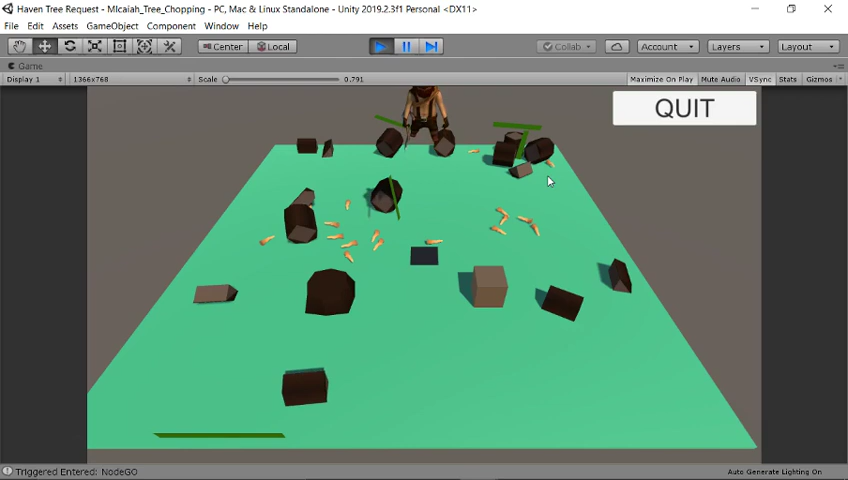 Haven Tree Request - MIcaiah_Tree_Chopping - PC, Mac & Linux Standalone - Unity 2019.2.3f1 Personal <DX11>
File Edit Assets GameObject Component Window Help
Center Local Collab Account Layers Layout
Game
Display 1 1366x768 Scale 0.791 Maximize On Play Mute Audio VSync Stats Gizmos
QUIT
Triggered Entered: NodeGO Auto Generate Lighting On